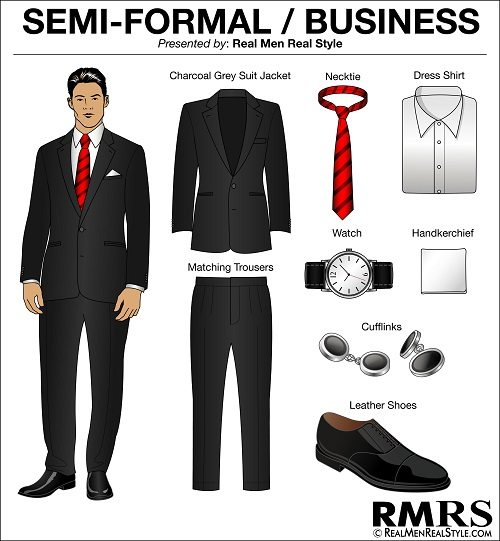 SEMI-FORMAL / BUSINESS
Presented by: Real Men Real Style
Charcoal Grey Suit Jacket
Necktie
Dress Shirt
Watch
Handkerchief
Matching Trousers
Cufflinks
Leather Shoes
RMRS
© REALMENREALSTYLE.COM